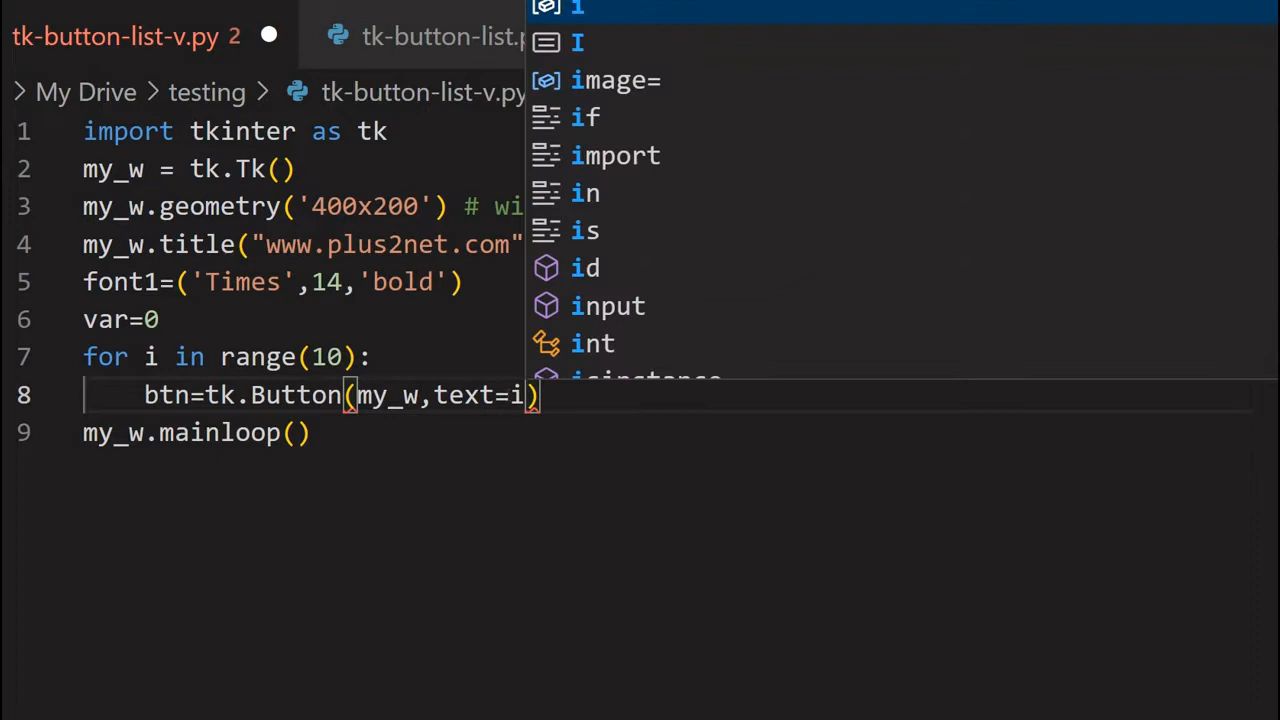 tk-button-list-v.py 2 tk-button-list.
i
I
image=
if
import
in
is
id
input
int
isinstance
> My Drive > testing > tk-button-list-v.py
1 import tkinter as tk
2 my_w = tk.Tk()
3 my_w.geometry('400x200') # wi
4 my_w.title("www.plus2net.com"
5 font1=('Times',14,'bold')
6 var=0
7 for i in range(10):
8 btn=tk.Button(my_w,text=i)
9 my_w.mainloop()